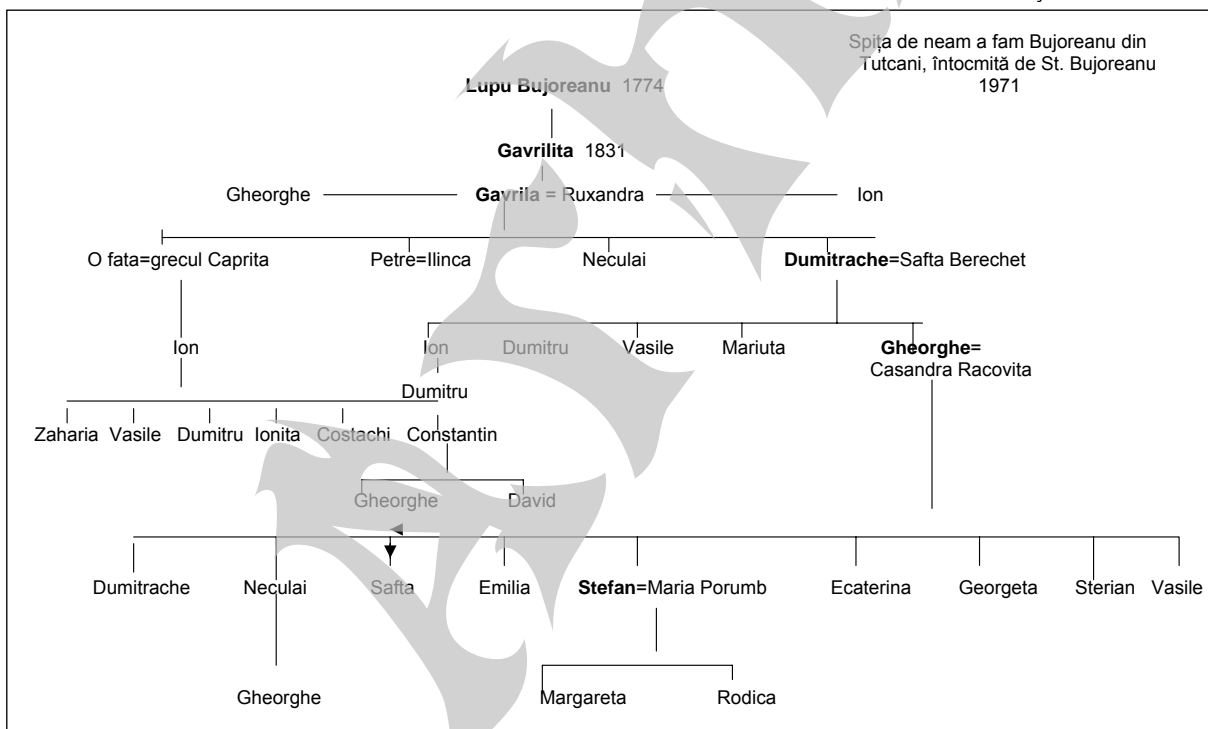 Spiţa de neam a fam Bujoreanu din
Tutcani, întocmită de St. Bujoreanu
1971
Lupu Bujoreanu 1774
Gavrilita 1831
Gheorghe Gavrila = Ruxandra Ion
O fata=grecul Caprita Petre=Ilinca Neculai Dumitrache=Safta Berechet
Ion Ion Dumitru Vasile Mariuta Gheorghe=
Casandra Racovita
Dumitru
Zaharia Vasile Dumitru Ionita Costachi Constantin
Gheorghe David
Dumitrache Neculai Safta Emilia Stefan=Maria Porumb Ecaterina Georgeta Sterian Vasile
Gheorghe Margareta Rodica